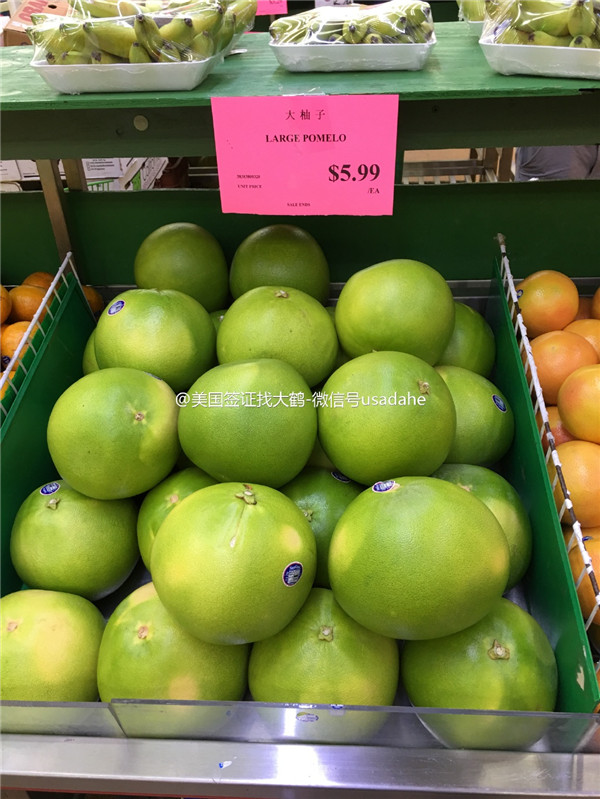 大柚子
LARGE POMELO
$5.99
UNIT PRICE
/EA
SALE ENDS
@美国签证找大鹤-微信号usadahe